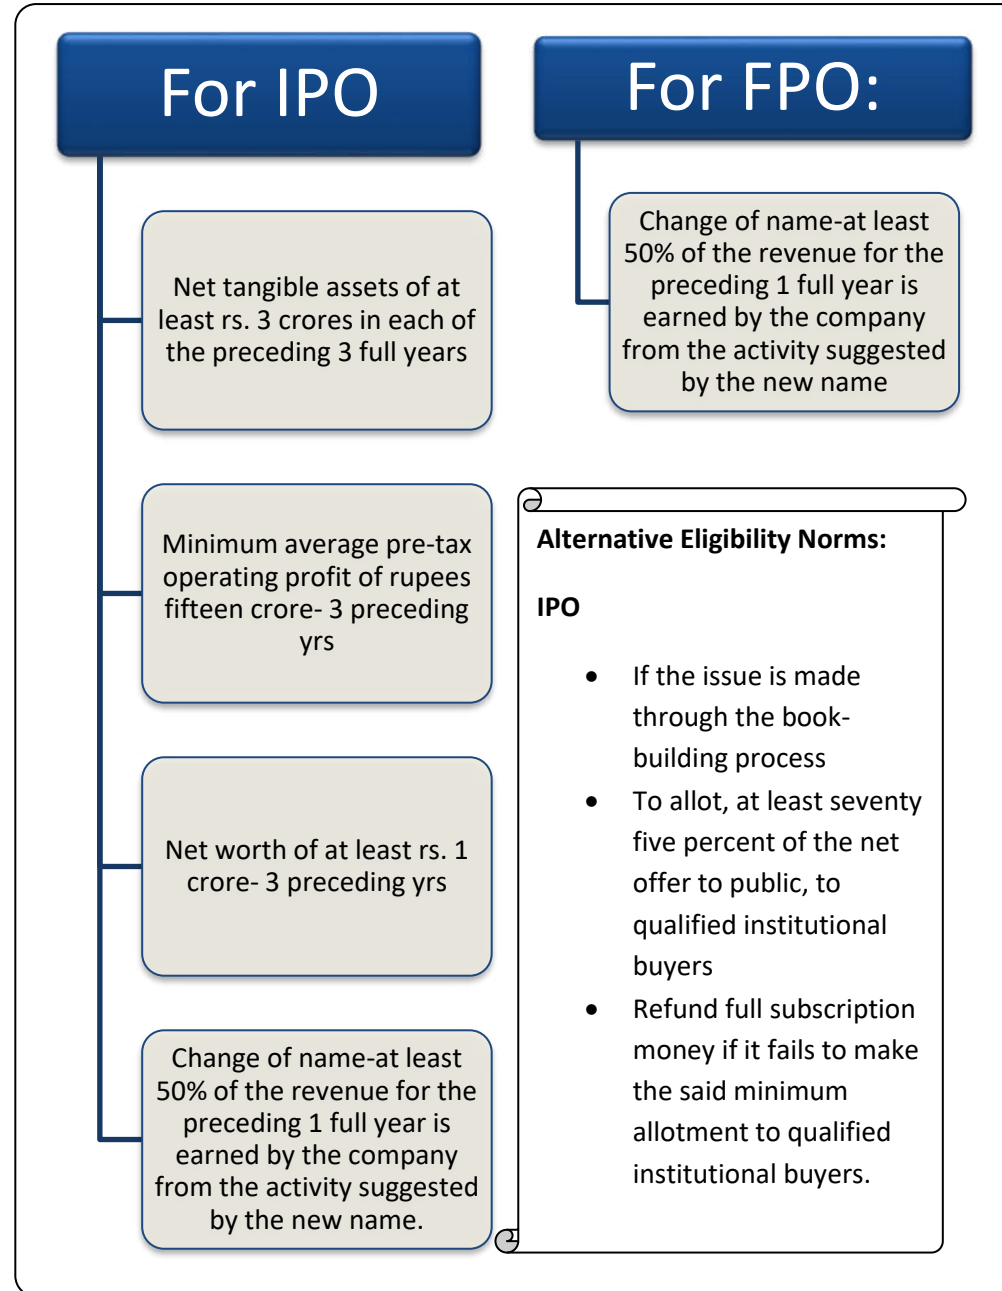 For IPO
Net tangible assets of at
least rs. 3 crores in each of
the preceding 3 full years
Minimum average pre-tax
operating profit of rupees
fifteen crore- 3 preceding
yrs
Net worth of at least rs. 1
crore- 3 preceding yrs
Change of name-at least
50% of the revenue for the
preceding 1 full year is
earned by the company
from the activity suggested
by the new name.
For FPO:
Change of name-at least
50% of the revenue for the
preceding 1 full year is
earned by the company
from the activity suggested
by the new name
Alternative Eligibility Norms:
IPO
• If the issue is made
through the book-
building process
• To allot, at least seventy
five percent of the net
offer to public, to
qualified institutional
buyers
• Refund full subscription
money if it fails to make
the said minimum
allotment to qualified
institutional buyers.